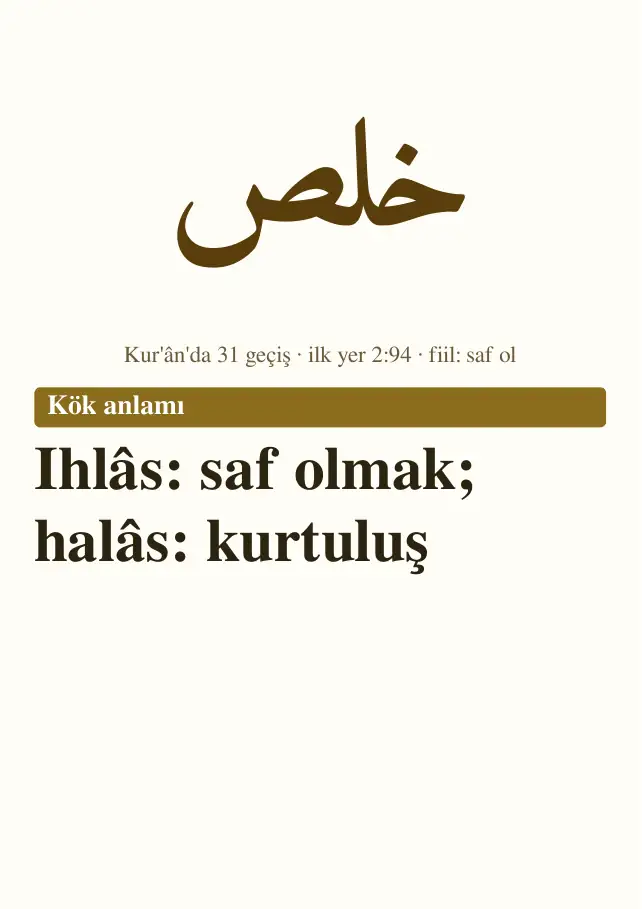 خلص
Kur'ân'da 31 geçiş · ilk yer 2:94 · fiil: saf ol
Kök anlamı
Ihlâs: saf olmak;
halâs: kurtuluş